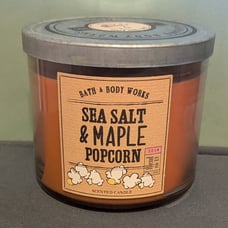 BATH & BODY WORKS
SEA SALT
& MAPLE
POPCORN
SCENTED CANDLE